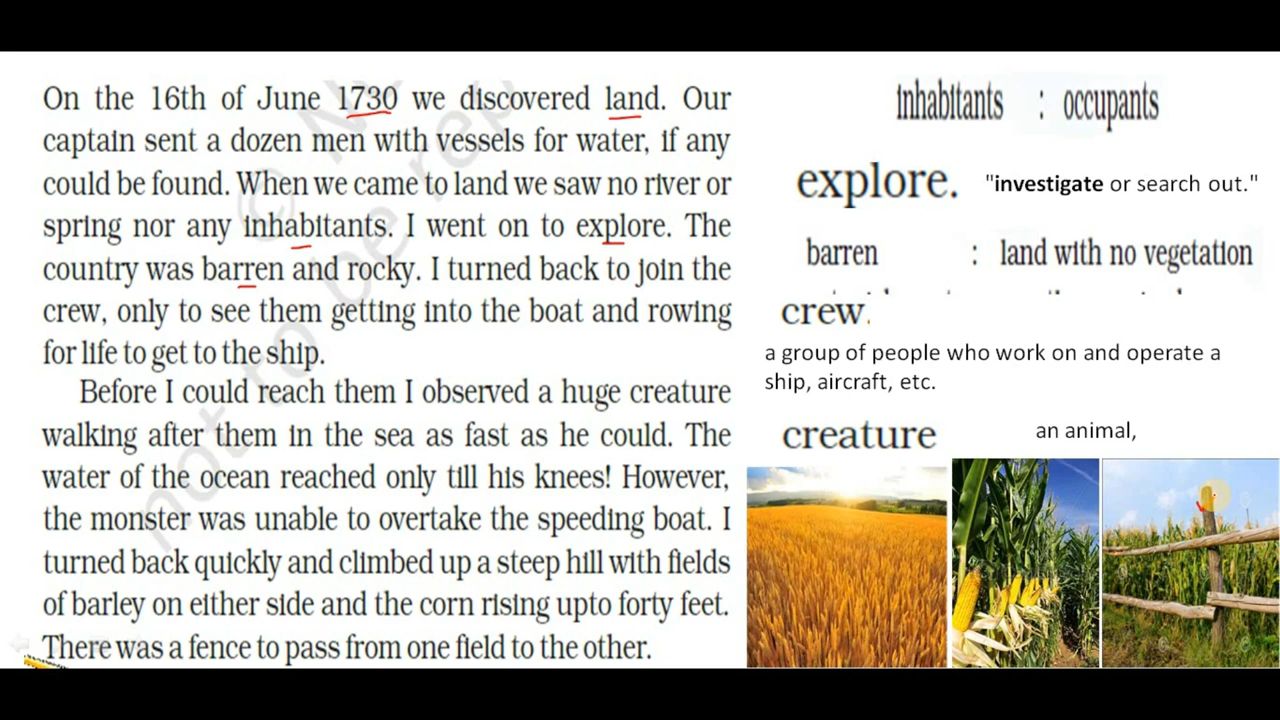 On the 16th of June 1730 we discovered land. Our
captain sent a dozen men with vessels for water, if any
could be found. When we came to land we saw no river or
spring nor any inhabitants. I went on to explore. The
country was barren and rocky. I turned back to join the
crew, only to see them getting into the boat and rowing
for life to get to the ship.
Before I could reach them I observed a huge creature
walking after them in the sea as fast as he could. The
water of the ocean reached only till his knees! However,
the monster was unable to overtake the speeding boat. I
turned back quickly and climbed up a steep hill with fields
of barley on either side and the corn rising upto forty feet.
There was a fence to pass from one field to the other.
inhabitants : occupants
explore. "investigate or search out."
barren : land with no vegetation
crew.
a group of people who work on and operate a
ship, aircraft, etc.
creature an animal,
not to be rep